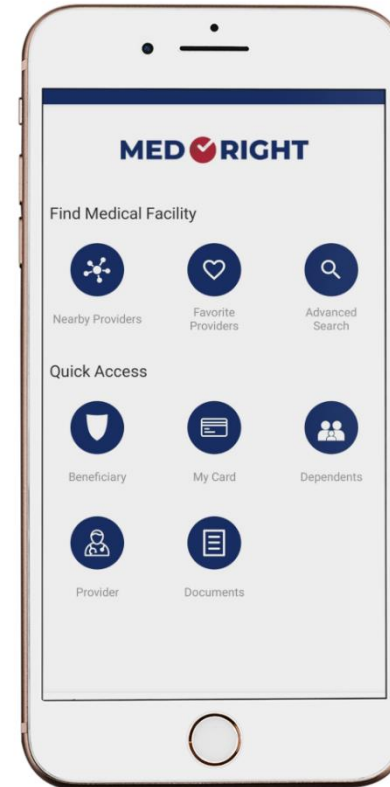 MED RIGHT
Find Medical Facility
Nearby Providers
Favorite
Providers
Advanced
Search
Quick Access
Beneficiary
My Card
Dependents
Provider
Documents